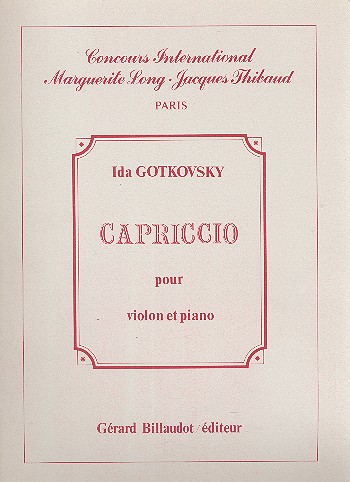 Concours International
Marguerite Long - Jacques Thibaud
PARIS
Ida GOTKOVSKY
CAPRICCIO
pour
violon et piano
Gérard Billaudot/éditeur